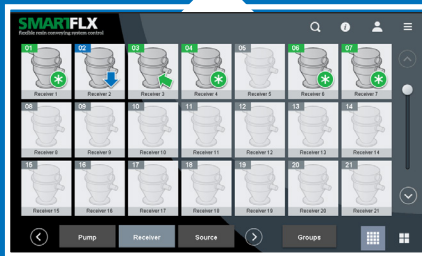 SMARTFLX
flexible resin conveying system control
01 02 03 04 05 06 07
Receiver 1 Receiver 2 Receiver 3 Receiver 4 Receiver 5 Receiver 6 Receiver 7
08 09 10 11 12 13 14
Receiver 8 Receiver 9 Receiver 10 Receiver 11 Receiver 12 Receiver 13 Receiver 14
15 16 17 18 19 20 21
Receiver 15 Receiver 16 Receiver 17 Receiver 18 Receiver 19 Receiver 20 Receiver 21
Pump Receiver Source Groups